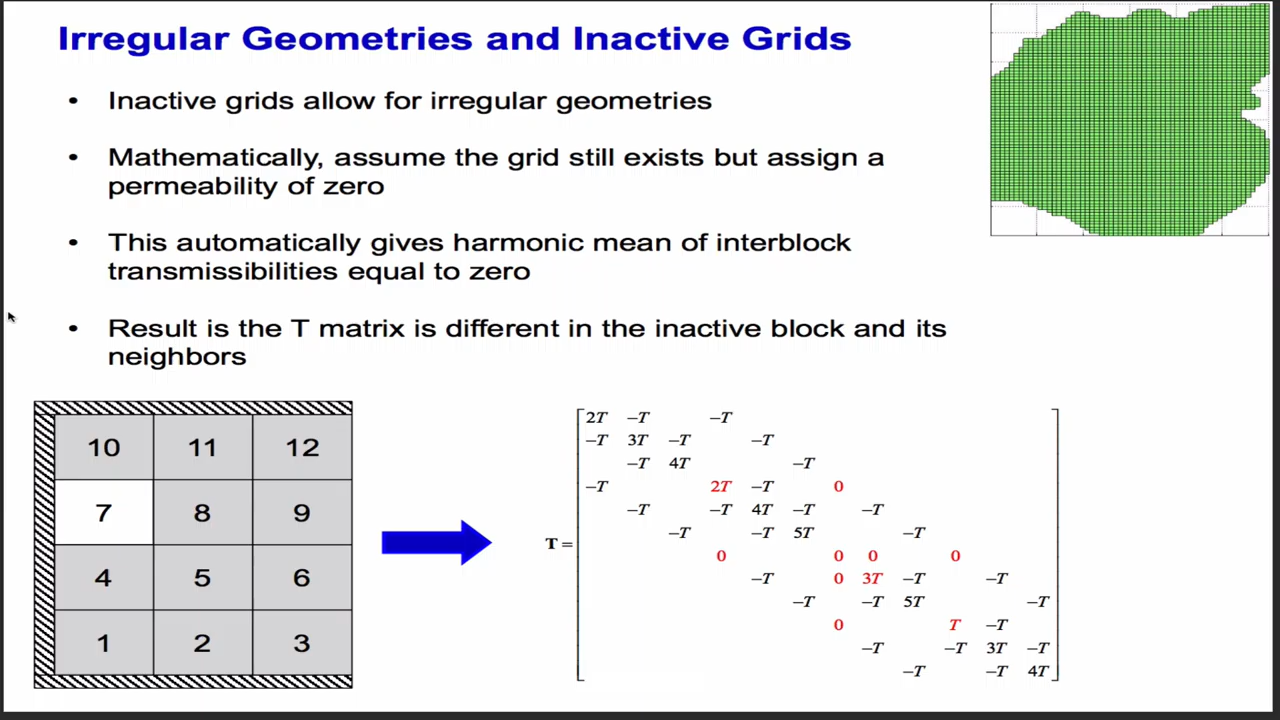 Irregular Geometries and Inactive Grids
• Inactive grids allow for irregular geometries
• Mathematically, assume the grid still exists but assign a
permeability of zero
• This automatically gives harmonic mean of interblock
transmissibilities equal to zero
• Result is the T matrix is different in the inactive block and its
neighbors
10 11 12
7 8 9
4 5 6
1 2 3
T =
2T −T −T
−T 3T −T −T
−T 4T −T
−T 2T −T 0
−T −T 4T −T −T
−T −T 5T −T
0 0 0 0
−T 0 3T −T −T
−T −T 5T −T
0 T −T
−T −T 3T −T
−T −T 4T